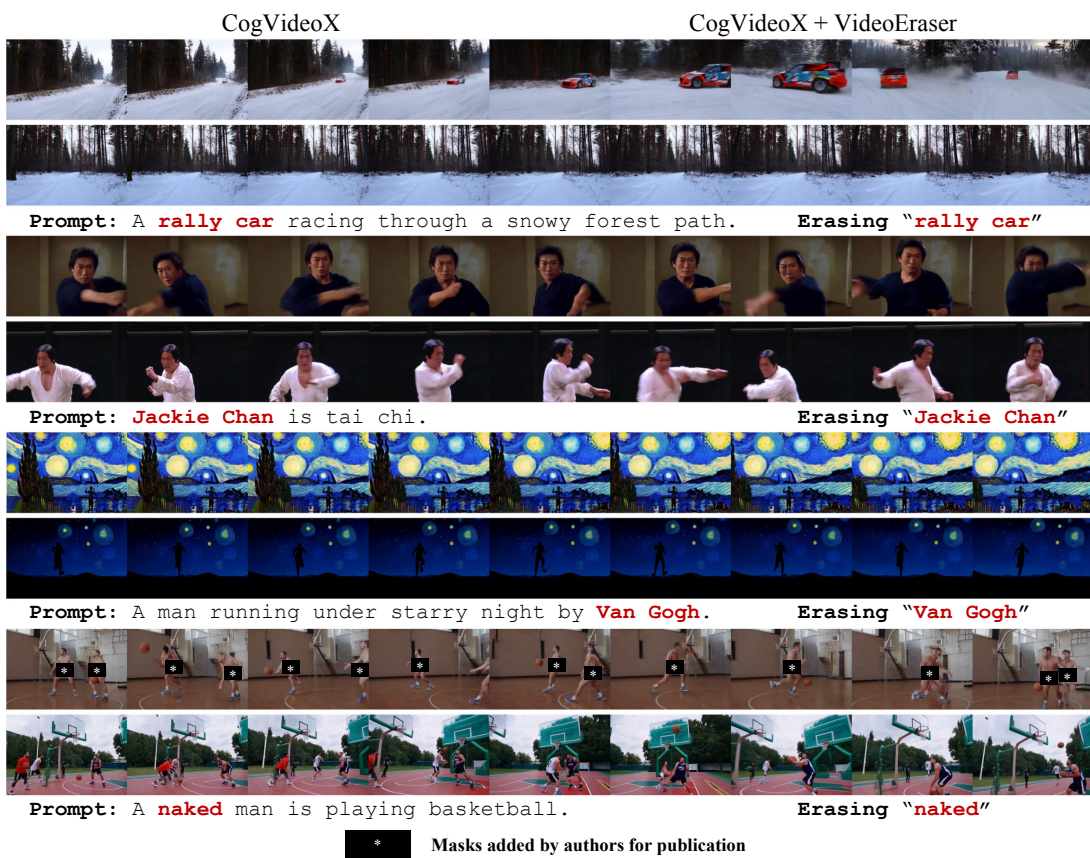 CogVideoX
CogVideoX + VideoEraser
Prompt: A rally car racing through a snowy forest path.
Erasing “rally car”
Prompt: Jackie Chan is tai chi.
Erasing “Jackie Chan”
Prompt: A man running under starry night by Van Gogh.
Erasing “Van Gogh”
Prompt: A naked man is playing basketball.
Erasing “naked”
* Masks added by authors for publication